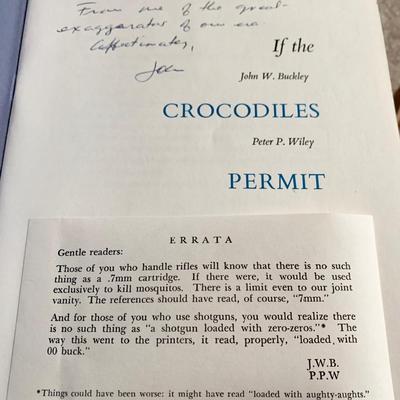 From one of the great
exaggerators of our era
Affectionately,
John
If the
John W. Buckley
CROCODILES
Peter P. Wiley
PERMIT
ERRATA
Gentle readers:
Those of you who handle rifles will know that there is no such
thing as a .7mm cartridge. If there were, it would be used
exclusively to kill mosquitos. There is a limit even to our joint
vanity. The references should have read, of course, "7mm."
And for those of you who use shotguns, you would realize there
is no such thing as "a shotgun loaded with zero-zeros."* The
way this went to the printers, it read, properly, "loaded with
00 buck."
J.W.B.
P.P.W
*Things could have been worse: it might have read "loaded with aughty-aughts."